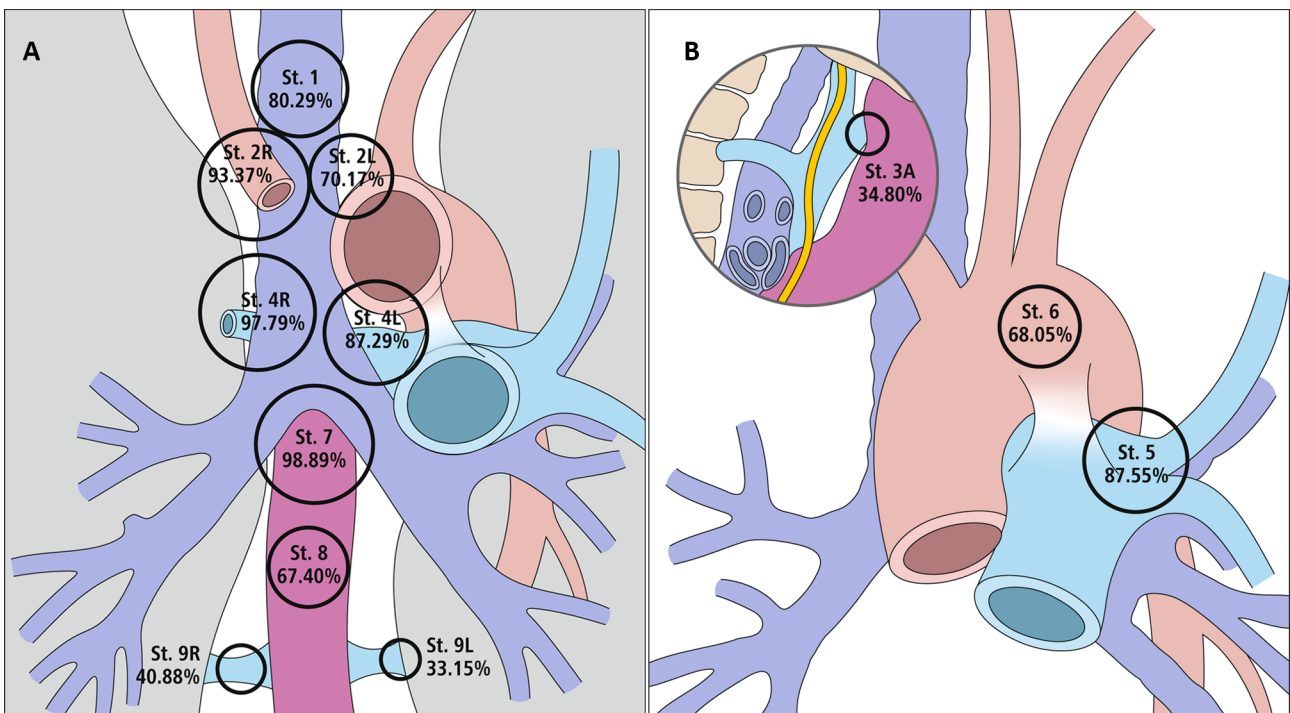 A
St. 1
80.29%
St. 2R
93.37%
St. 2L
70.17%
St. 4R
97.79%
St. 4L
87.29%
St. 7
98.89%
St. 8
67.40%
St. 9R
40.88%
St. 9L
33.15%
B
St. 3A
34.80%
St. 6
68.05%
St. 5
87.55%